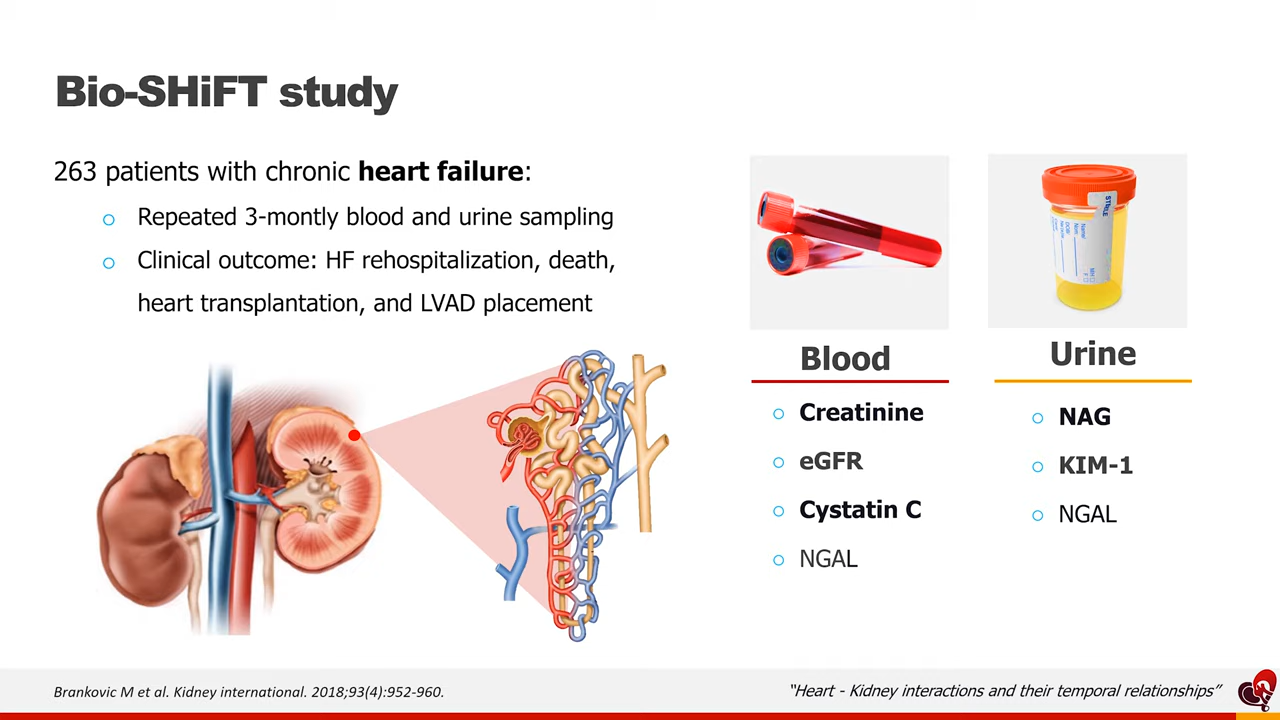 Bio-SHiFT study
263 patients with chronic heart failure:
Repeated 3-montly blood and urine sampling
Clinical outcome: HF rehospitalization, death,
heart transplantation, and LVAD placement
Blood
Creatinine
eGFR
Cystatin C
NGAL
Urine
NAG
KIM-1
NGAL
Brankovic M et al. Kidney international. 2018;93(4):952-960.
“Heart - Kidney interactions and their temporal relationships”